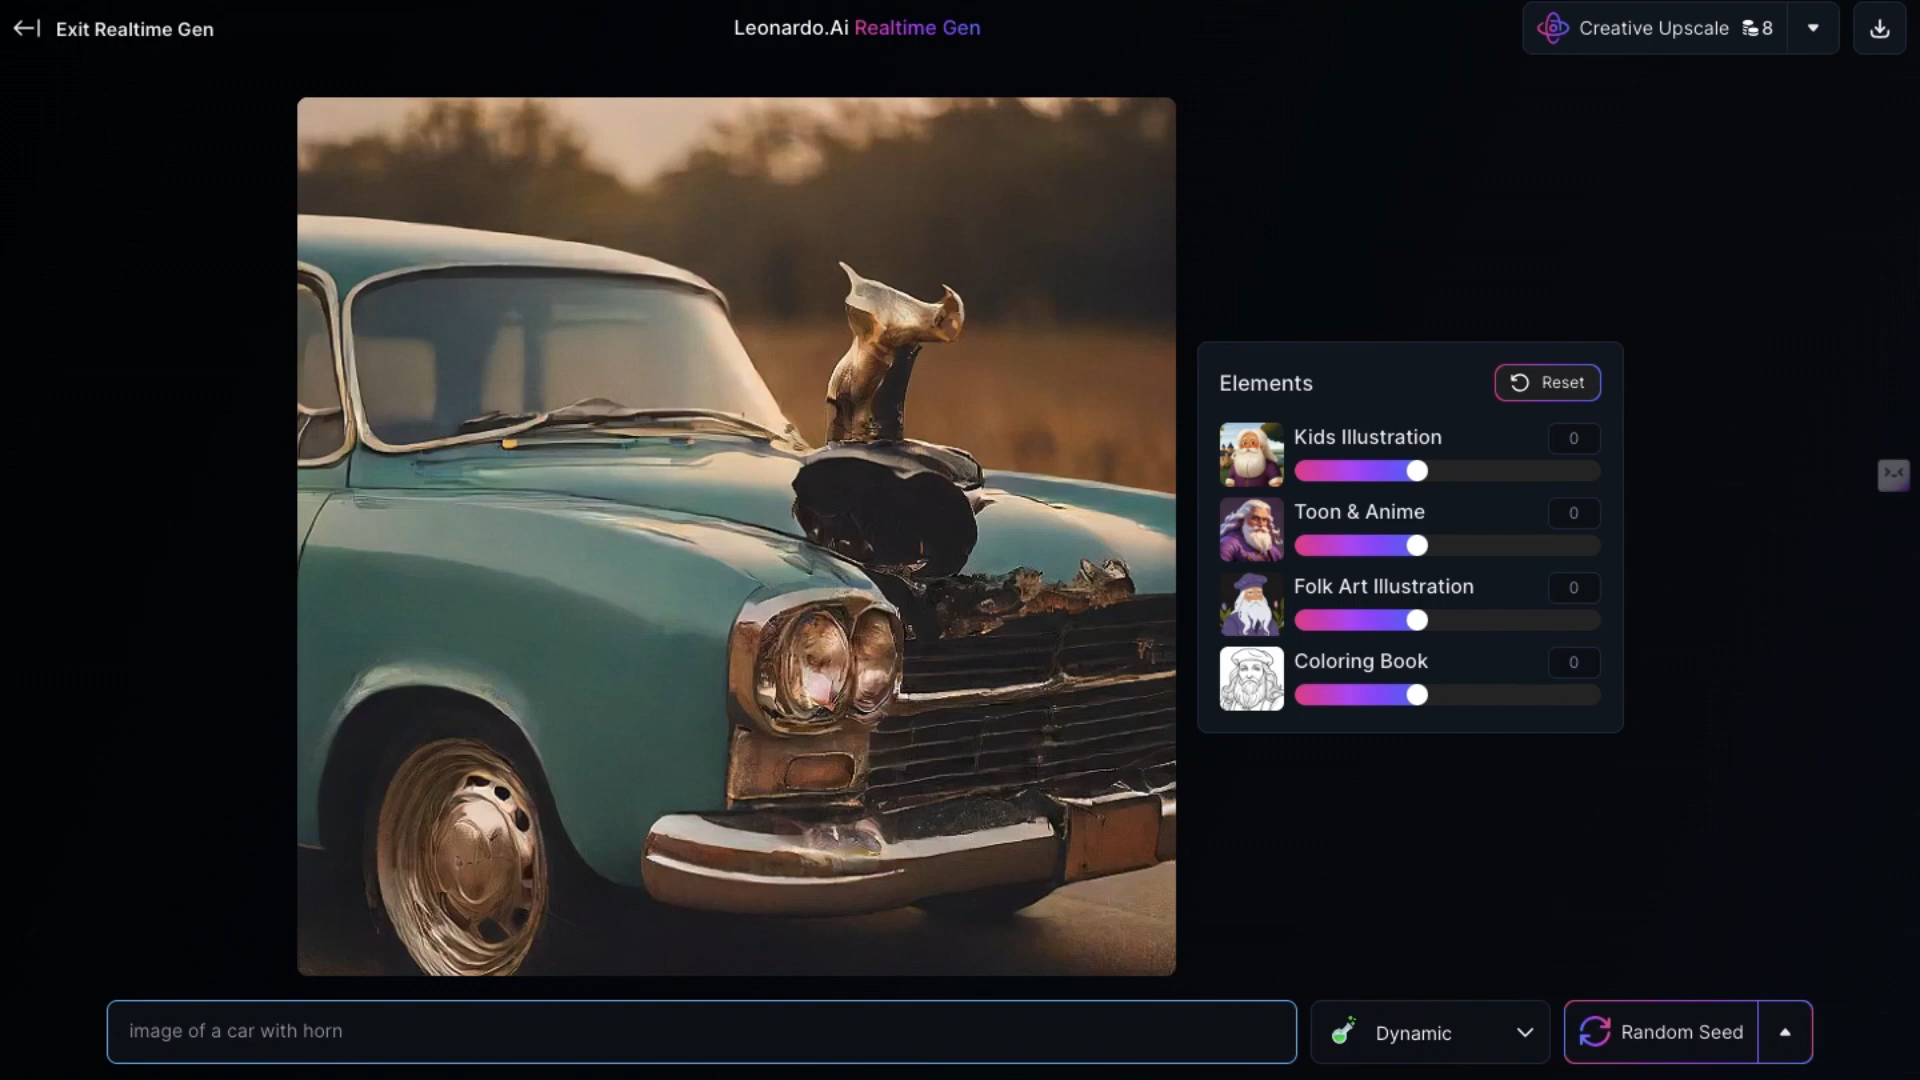 Exit Realtime Gen
Leonardo.Ai Realtime Gen
Creative Upscale 8
Elements
Reset
Kids Illustration 0
Toon & Anime 0
Folk Art Illustration 0
Coloring Book 0
image of a car with horn
Dynamic
Random Seed